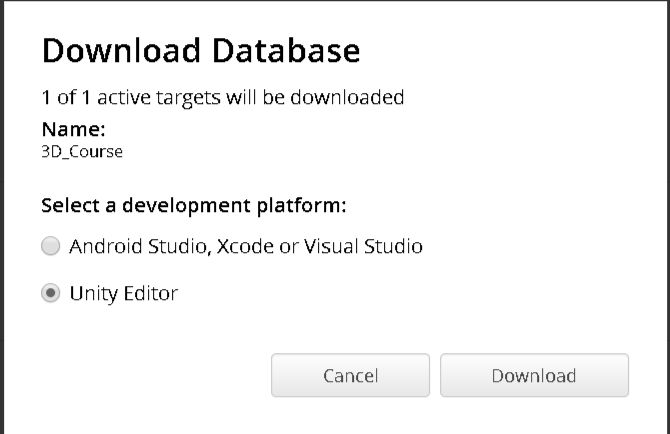 Download Database
1 of 1 active targets will be downloaded
Name:
3D_Course
Select a development platform:
Android Studio, Xcode or Visual Studio
Unity Editor
Cancel
Download